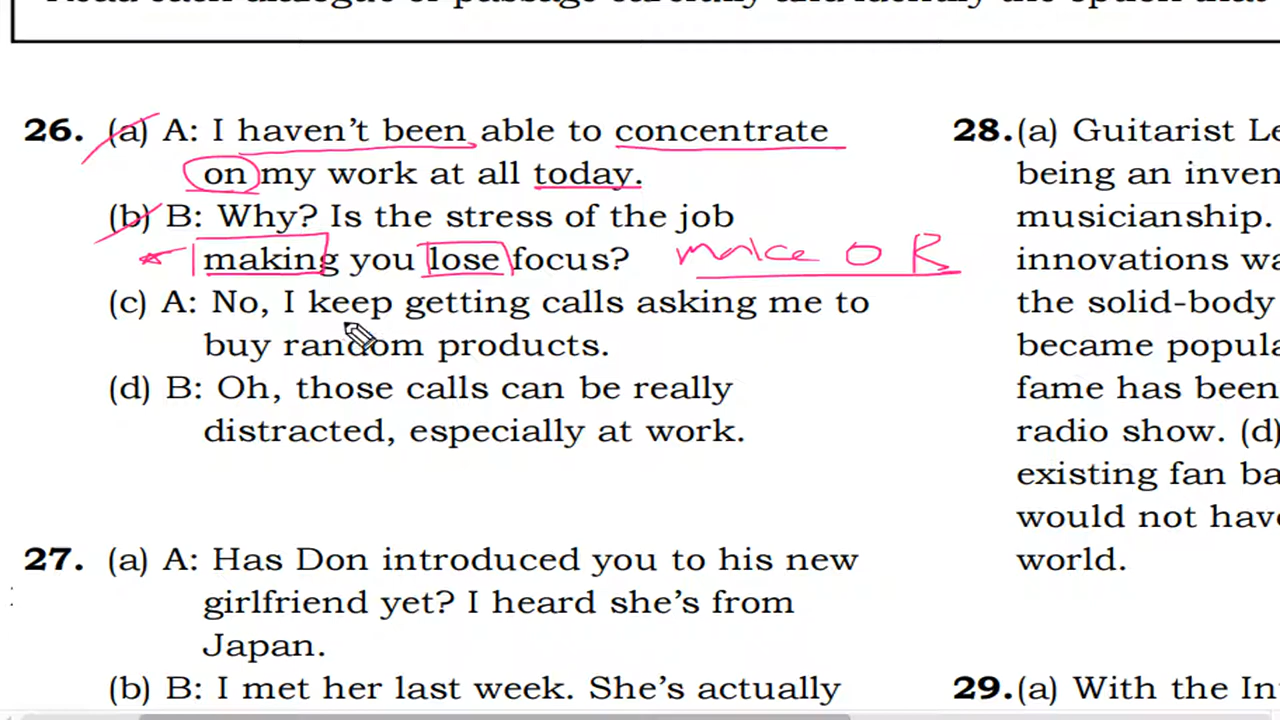 26. (a) A: I haven't been able to concentrate
on my work at all today.
(b) B: Why? Is the stress of the job
making you lose focus? make O R
(c) A: No, I keep getting calls asking me to
buy random products.
(d) B: Oh, those calls can be really
distracted, especially at work.
27. (a) A: Has Don introduced you to his new
girlfriend yet? I heard she's from
Japan.
(b) B: I met her last week. She's actually
28. (a) Guitarist Le
being an inven
musicianship.
innovations wa
the solid-body
became popula
fame has been
radio show. (d)
existing fan ba
would not have
world.
29. (a) With the In